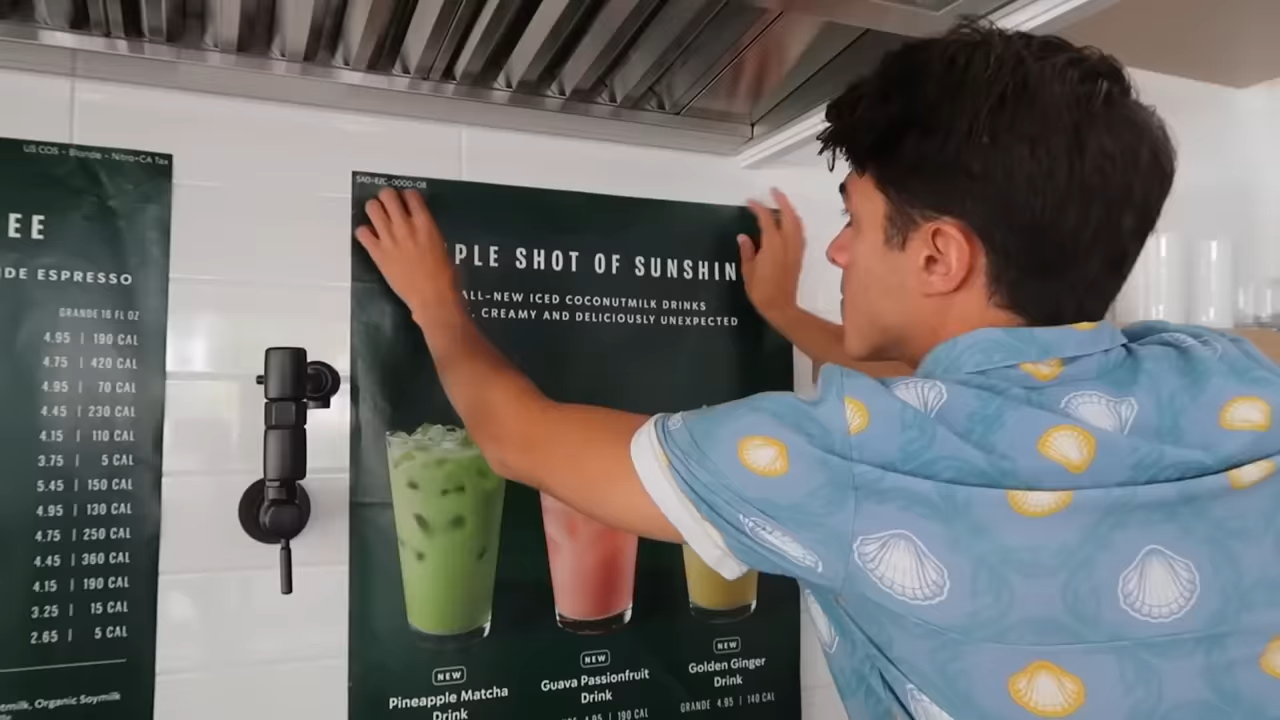 US COS - Blonde - Nitro+CA Tax
EE
DE ESPRESSO
GRANDE 16 FL OZ
4.95 | 190 CAL
4.75 | 420 CAL
4.95 | 70 CAL
4.45 | 230 CAL
4.15 | 110 CAL
3.75 | 5 CAL
5.45 | 150 CAL
4.95 | 130 CAL
4.75 | 250 CAL
4.45 | 360 CAL
4.15 | 190 CAL
3.25 | 15 CAL
2.65 | 5 CAL
tmilk, Organic Soymilk
PLE SHOT OF SUNSHIN
ALL-NEW ICED COCONUTMILK DRINKS
CREAMY AND DELICIOUSLY UNEXPECTED
NEW
Pineapple Matcha
Drink
NEW
Guava Passionfruit
Drink
4.95 | 190 CAL
NEW
Golden Ginger
Drink
GRANDE 4.95 | 140 CAL